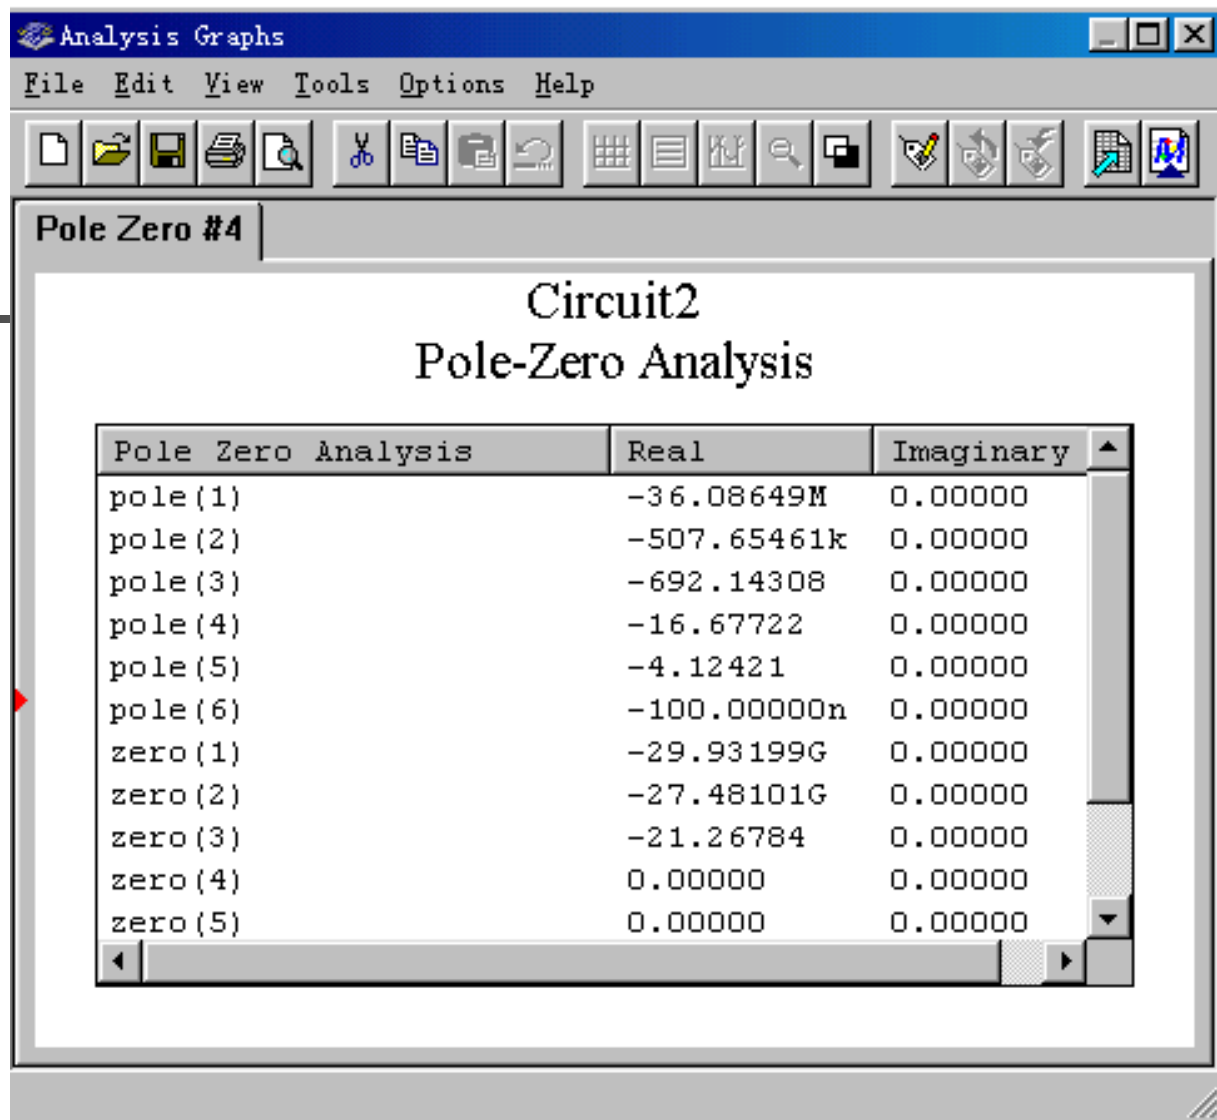 Analysis Graphs
File Edit View Tools Options Help
Pole Zero #4
Circuit2
Pole-Zero Analysis
Pole Zero Analysis Real Imaginary
pole(1) -36.08649M 0.00000
pole(2) -507.65461k 0.00000
pole(3) -692.14308 0.00000
pole(4) -16.67722 0.00000
pole(5) -4.12421 0.00000
pole(6) -100.00000n 0.00000
zero(1) -29.93199G 0.00000
zero(2) -27.48101G 0.00000
zero(3) -21.26784 0.00000
zero(4) 0.00000 0.00000
zero(5) 0.00000 0.00000